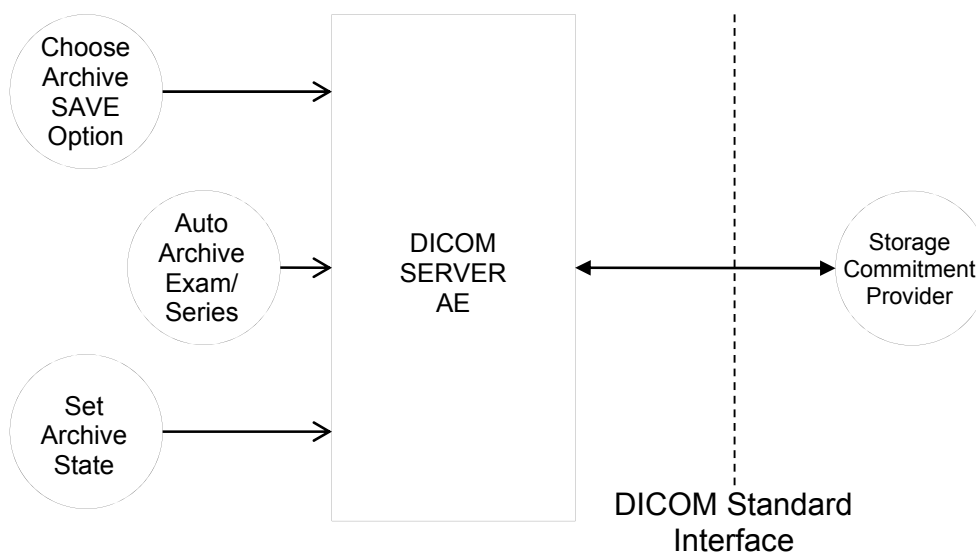 Choose
Archive
SAVE
Option
Auto
Archive
Exam/
Series
Set
Archive
State
DICOM
SERVER
AE
Storage
Commitment
Provider
DICOM Standard
Interface